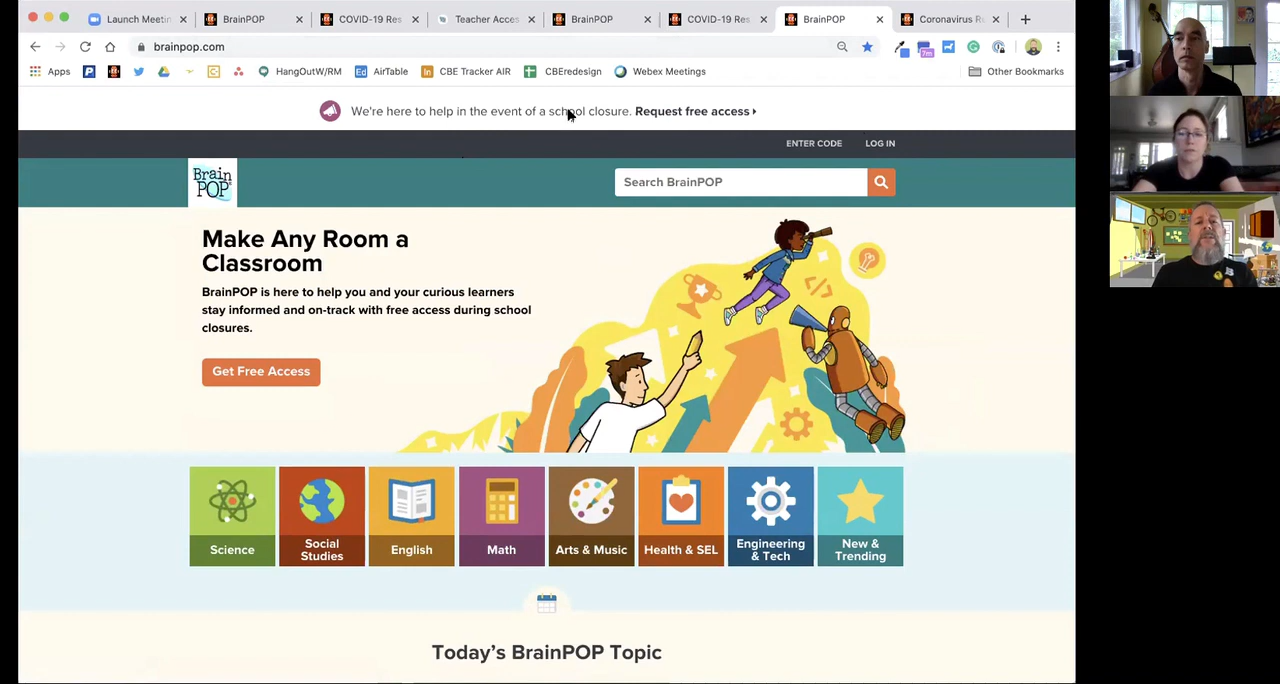 Launch Meeti
BrainPOP
COVID-19 Res
Teacher Acces
BrainPOP
COVID-19 Res
BrainPOP
Coronavirus R
brainpop.com
7m
Apps
HangOutW/RM
AirTable
CBE Tracker AIR
CBEredesign
Webex Meetings
Other Bookmarks
We're here to help in the event of a school closure. Request free access
ENTER CODE LOG IN
Brain
POP
Search BrainPOP
Make Any Room a
Classroom
BrainPOP is here to help you and your curious learners
stay informed and on-track with free access during school
closures.
Get Free Access
Science
Social
Studies
English
Math
Arts & Music
Health & SEL
Engineering
& Tech
New &
Trending
Today's BrainPOP Topic